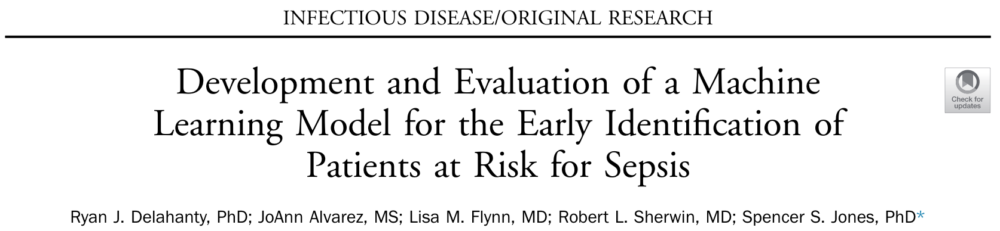 INFECTIOUS DISEASE/ORIGINAL RESEARCH
Development and Evaluation of a Machine
Learning Model for the Early Identification of
Patients at Risk for Sepsis
Check for
updates
Ryan J. Delahanty, PhD; JoAnn Alvarez, MS; Lisa M. Flynn, MD; Robert L. Sherwin, MD; Spencer S. Jones, PhD*